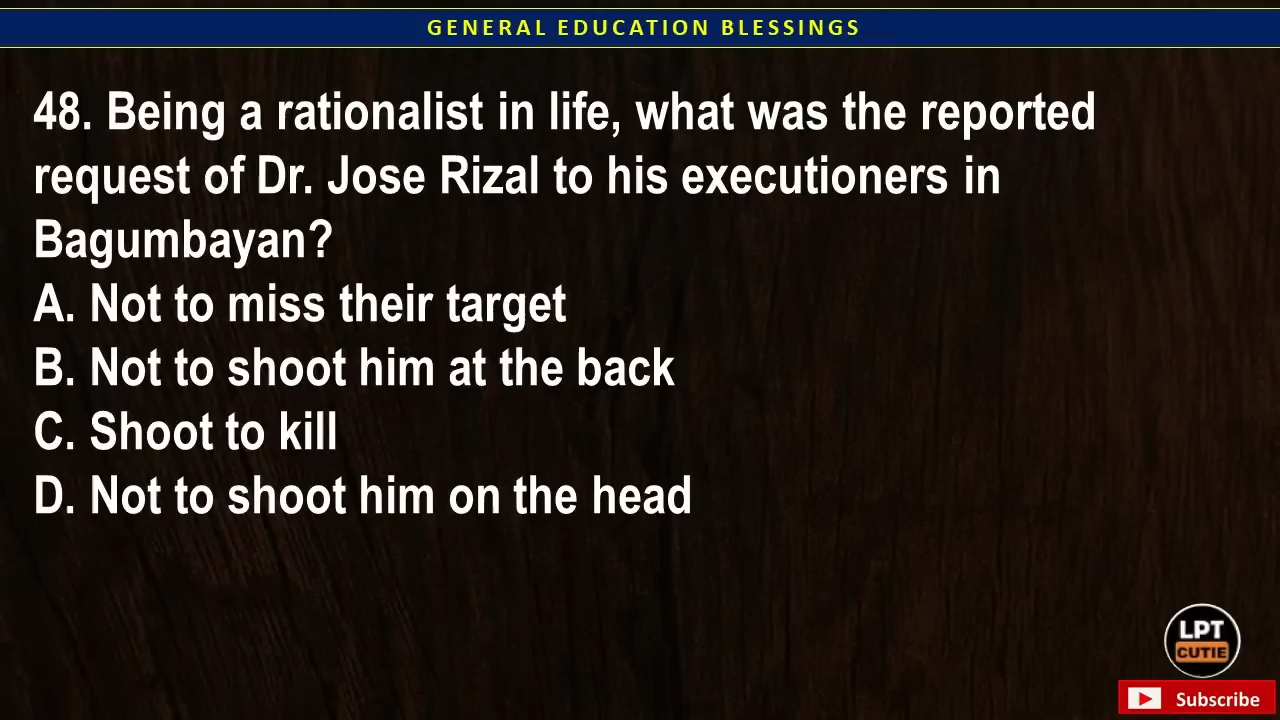 GENERAL EDUCATION BLESSINGS
48. Being a rationalist in life, what was the reported
request of Dr. Jose Rizal to his executioners in
Bagumbayan?
A. Not to miss their target
B. Not to shoot him at the back
C. Shoot to kill
D. Not to shoot him on the head
LPT
CUTIE
Subscribe